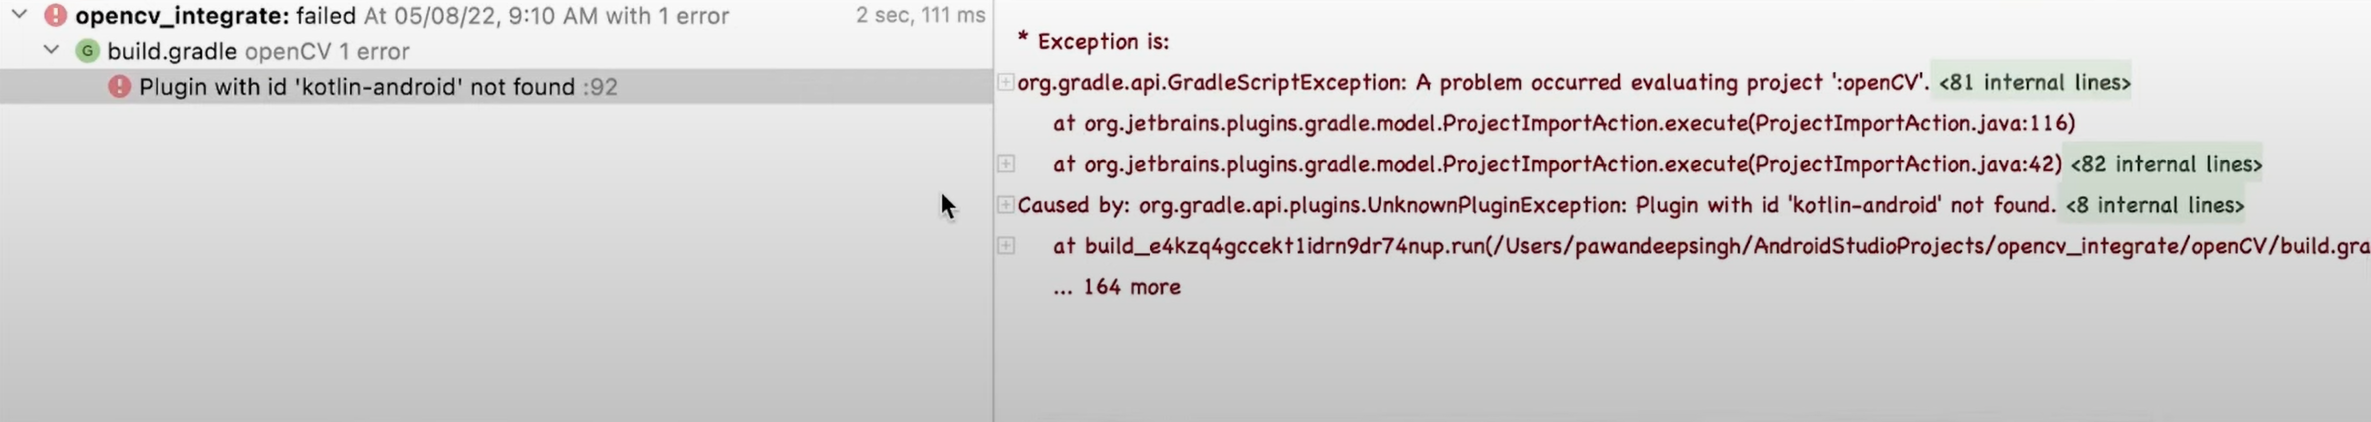 opencv_integrate: failed At 05/08/22, 9:10 AM with 1 error 2 sec, 111 ms
build.gradle openCV 1 error
Plugin with id 'kotlin-android' not found :92
* Exception is:
org.gradle.api.GradleScriptException: A problem occurred evaluating project ':openCV'. <81 internal lines>
at org.jetbrains.plugins.gradle.model.ProjectImportAction.execute(ProjectImportAction.java:116)
at org.jetbrains.plugins.gradle.model.ProjectImportAction.execute(ProjectImportAction.java:42) <82 internal lines>
Caused by: org.gradle.api.plugins.UnknownPluginException: Plugin with id 'kotlin-android' not found. <8 internal lines>
at build_e4kzq4gccekt1idrn9dr74nup.run(/Users/pawandeepsingh/AndroidStudioProjects/opencv_integrate/openCV/build.gra
... 164 more